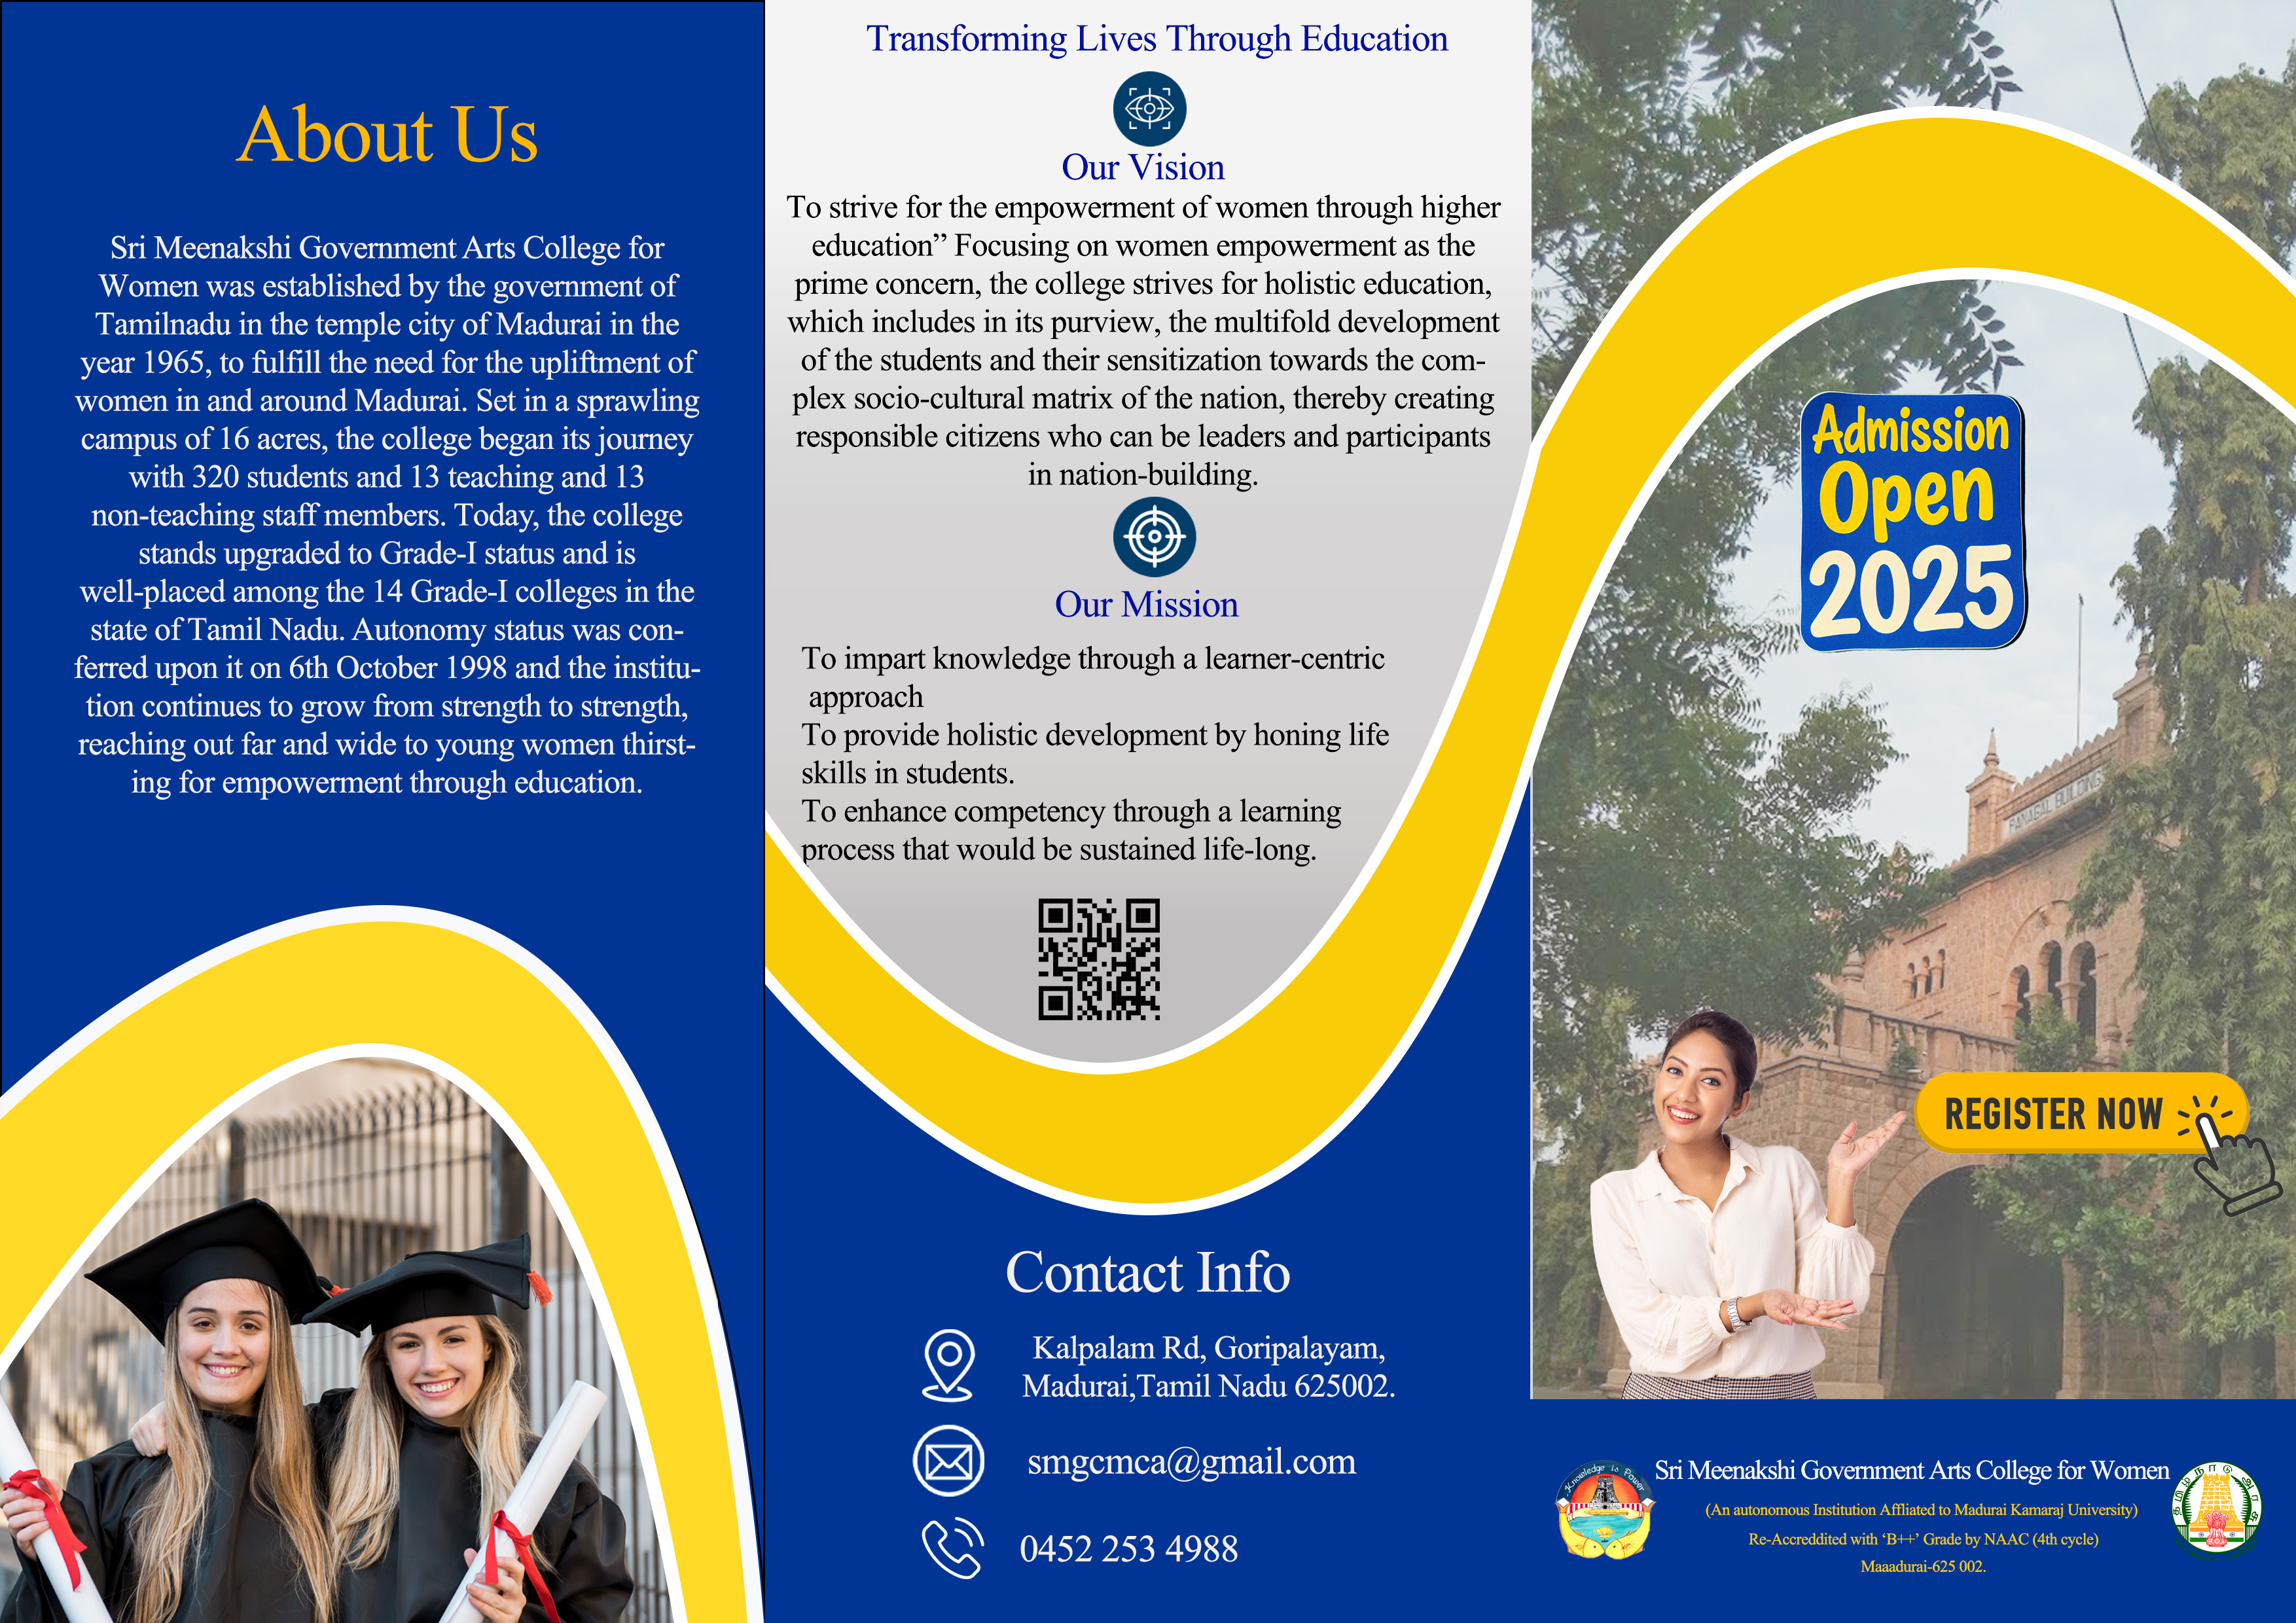 About Us
Sri Meenakshi Government Arts College for
Women was established by the government of
Tamilnadu in the temple city of Madurai in the
year 1965, to fulfill the need for the upliftment of
women in and around Madurai. Set in a sprawling
campus of 16 acres, the college began its journey
with 320 students and 13 teaching and 13
non-teaching staff members. Today, the college
stands upgraded to Grade-I status and is
well-placed among the 14 Grade-I colleges in the
state of Tamil Nadu. Autonomy status was con-
ferred upon it on 6th October 1998 and the institu-
tion continues to grow from strength to strength,
reaching out far and wide to young women thirst-
ing for empowerment through education.
Transforming Lives Through Education
Our Vision
To strive for the empowerment of women through higher
education” Focusing on women empowerment as the
prime concern, the college strives for holistic education,
which includes in its purview, the multifold development
of the students and their sensitization towards the com-
plex socio-cultural matrix of the nation, thereby creating
responsible citizens who can be leaders and participants
in nation-building.
Our Mission
To impart knowledge through a learner-centric
approach
To provide holistic development by honing life
skills in students.
To enhance competency through a learning
process that would be sustained life-long.
Contact Info
Kalpalam Rd, Goripalayam,
Madurai,Tamil Nadu 625002.
smgcmca@gmail.com
0452 253 4988
Admission
Open
2025
PANAGAL BUILDING
REGISTER NOW
Knowledge is Power
Sri Meenakshi Government Arts College for Women
(An autonomous Institution Affliated to Madurai Kamaraj University)
Re-Accreddited with ‘B++’ Grade by NAAC (4th cycle)
Maaadurai-625 002.